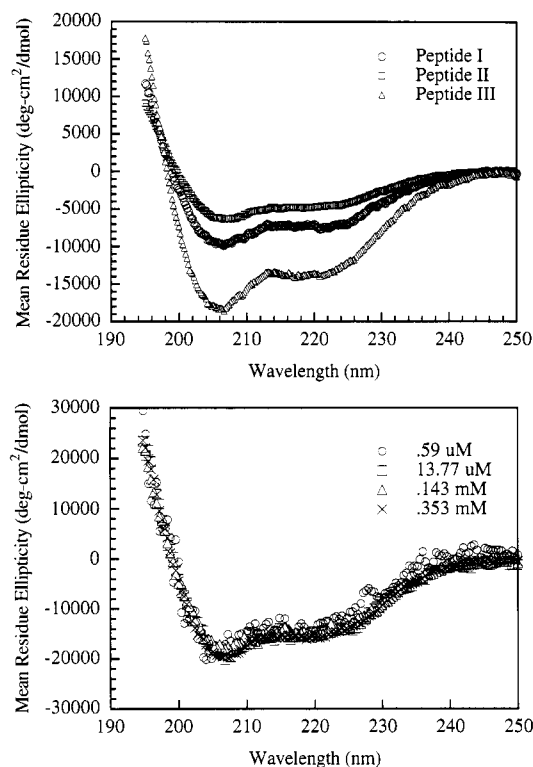 20000
15000
10000
5000
0
-5000
-10000
-15000
-20000
Mean Residue Ellipticity (deg-cm²/dmol)
○ Peptide I
□ Peptide II
△ Peptide III
190 200 210 220 230 240 250
Wavelength (nm)
30000
20000
10000
0
-10000
-20000
-30000
Mean Residue Ellipticity (deg-cm²/dmol)
○ .59 uM
□ 13.77 uM
△ .143 mM
× .353 mM
190 200 210 220 230 240 250
Wavelength (nm)